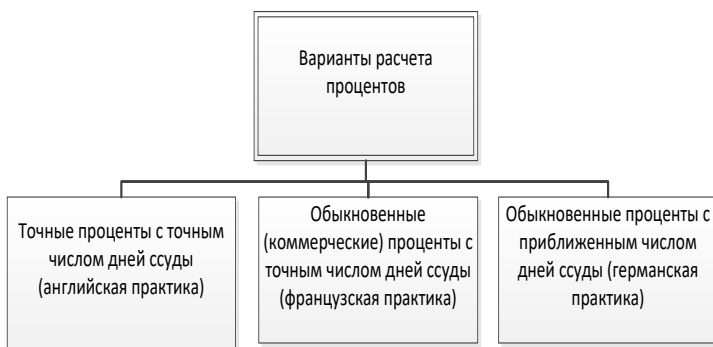 Варианты расчета
процентов
Точные проценты с точным
числом дней ссуды
(английская практика)
Обыкновенные
(коммерческие) проценты с
точным числом дней ссуды
(французская практика)
Обыкновенные проценты с
приближенным числом
дней ссуды (германская
практика)